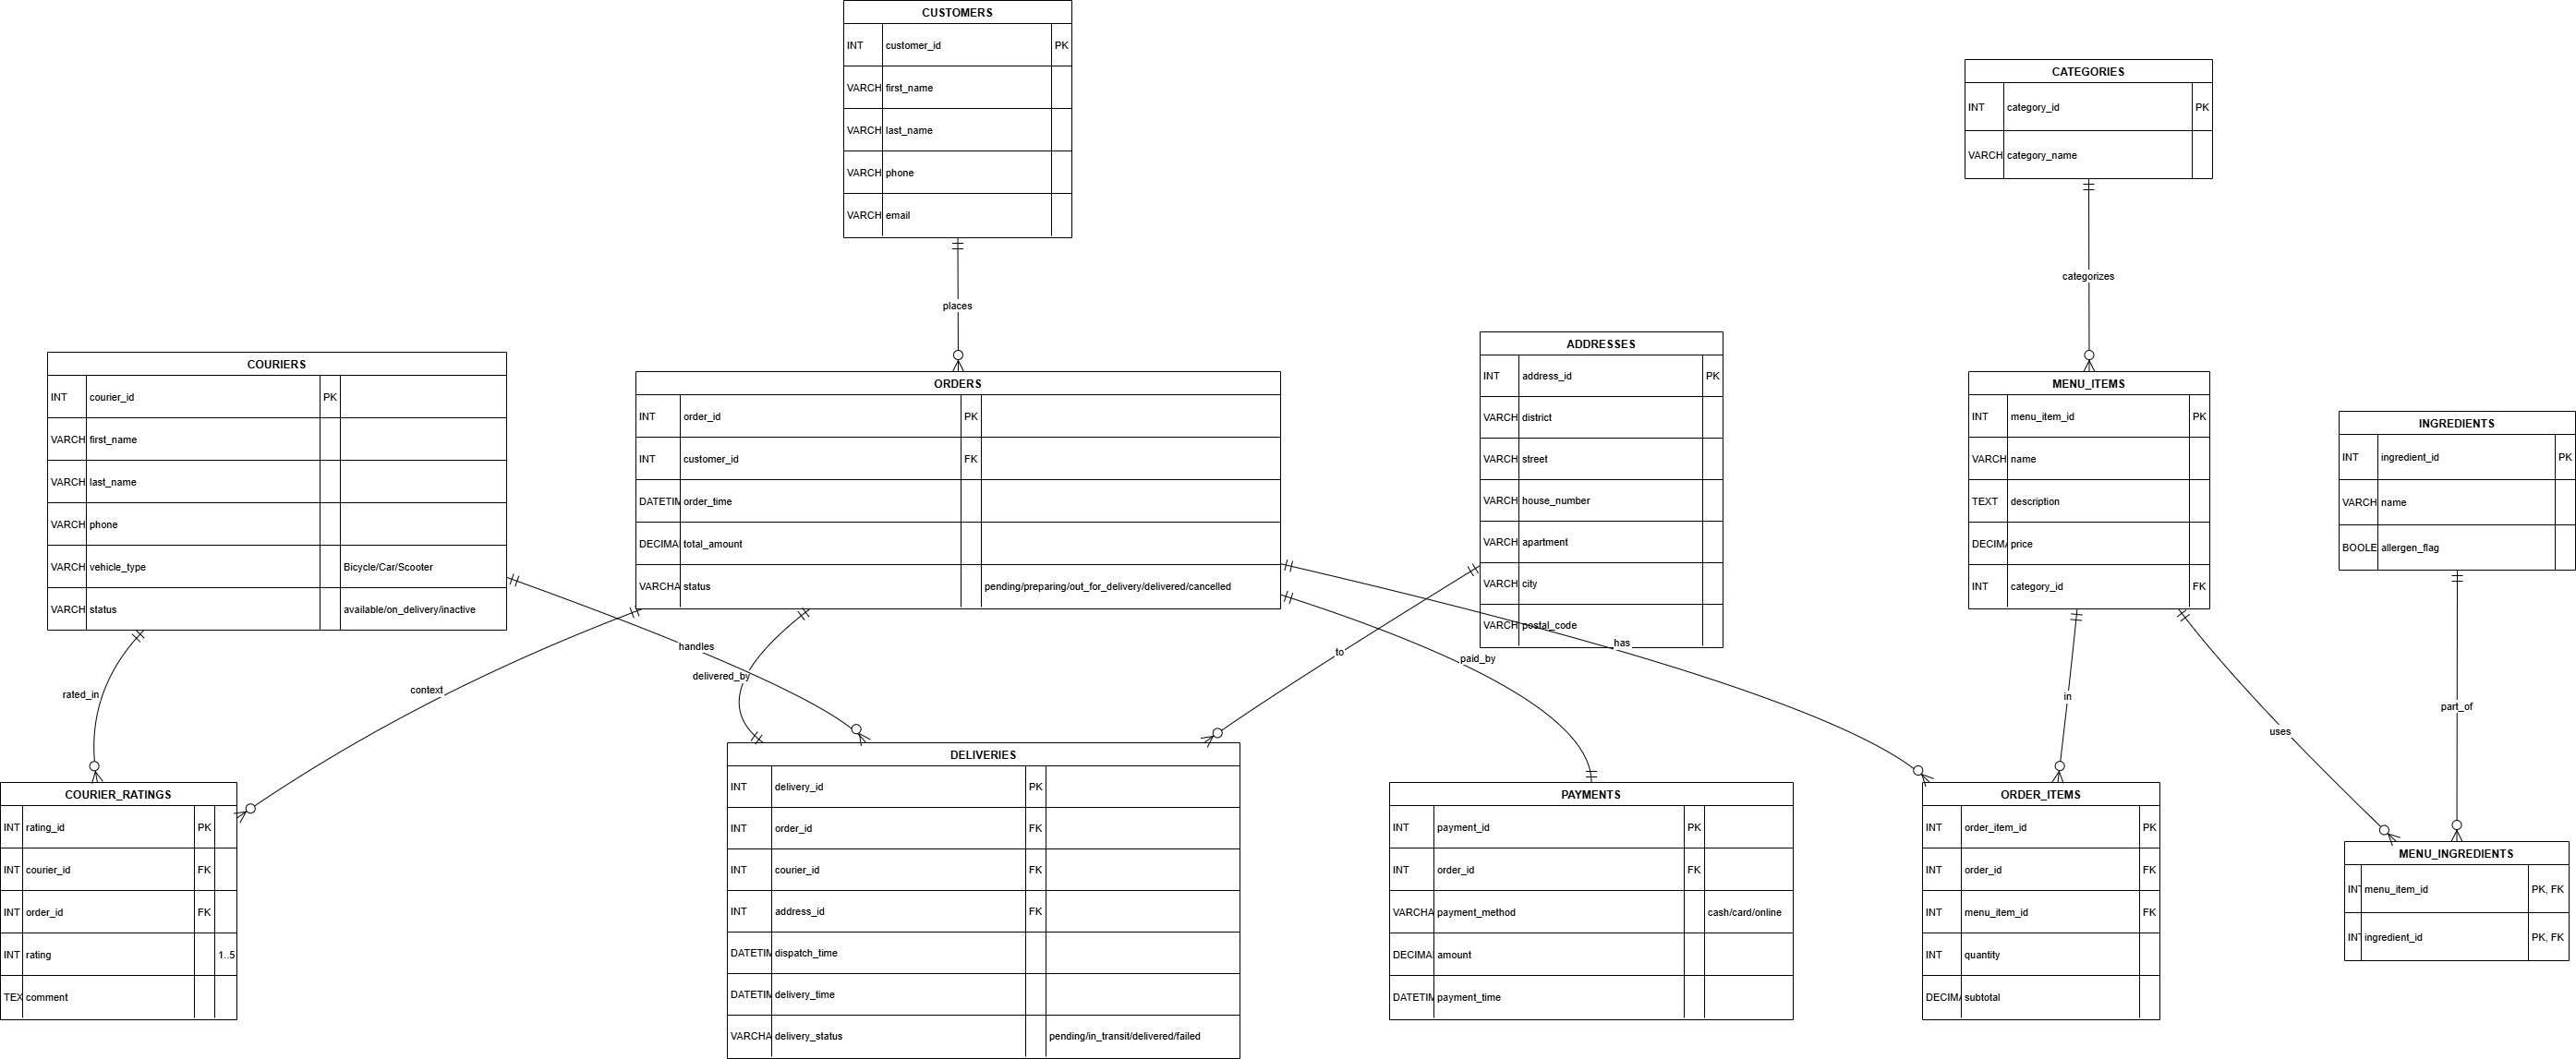 CUSTOMERS
INT customer_id PK
VARCH first_name
VARCH last_name
VARCH phone
VARCH email
CATEGORIES
INT category_id PK
VARCH category_name
places
categorizes
COURIERS
INT courier_id PK
VARCH first_name
VARCH last_name
VARCH phone
VARCH vehicle_type Bicycle/Car/Scooter
VARCH status available/on_delivery/inactive
ORDERS
INT order_id PK
INT customer_id FK
DATETIM order_time
DECIMA total_amount
VARCHA status pending/preparing/out_for_delivery/delivered/cancelled
ADDRESSES
INT address_id PK
VARCH district
VARCH street
VARCH house_number
VARCH apartment
VARCH city
VARCH postal_code
MENU_ITEMS
INT menu_item_id PK
VARCH name
TEXT description
DECIMA price
INT category_id FK
INGREDIENTS
INT ingredient_id PK
VARCH name
BOOLE allergen_flag
rated_in
context
handles
delivered_by
to
paid_by
has
in
uses
part_of
COURIER_RATINGS
INT rating_id PK
INT courier_id FK
INT order_id FK
INT rating 1..5
TEX comment
DELIVERIES
INT delivery_id PK
INT order_id FK
INT courier_id FK
INT address_id FK
DATETIM dispatch_time
DATETIM delivery_time
VARCHA delivery_status pending/in_transit/delivered/failed
PAYMENTS
INT payment_id PK
INT order_id FK
VARCHA payment_method cash/card/online
DECIMA amount
DATETIM payment_time
ORDER_ITEMS
INT order_item_id PK
INT order_id FK
INT menu_item_id FK
INT quantity
DECIMA subtotal
MENU_INGREDIENTS
INT menu_item_id PK, FK
INT ingredient_id PK, FK